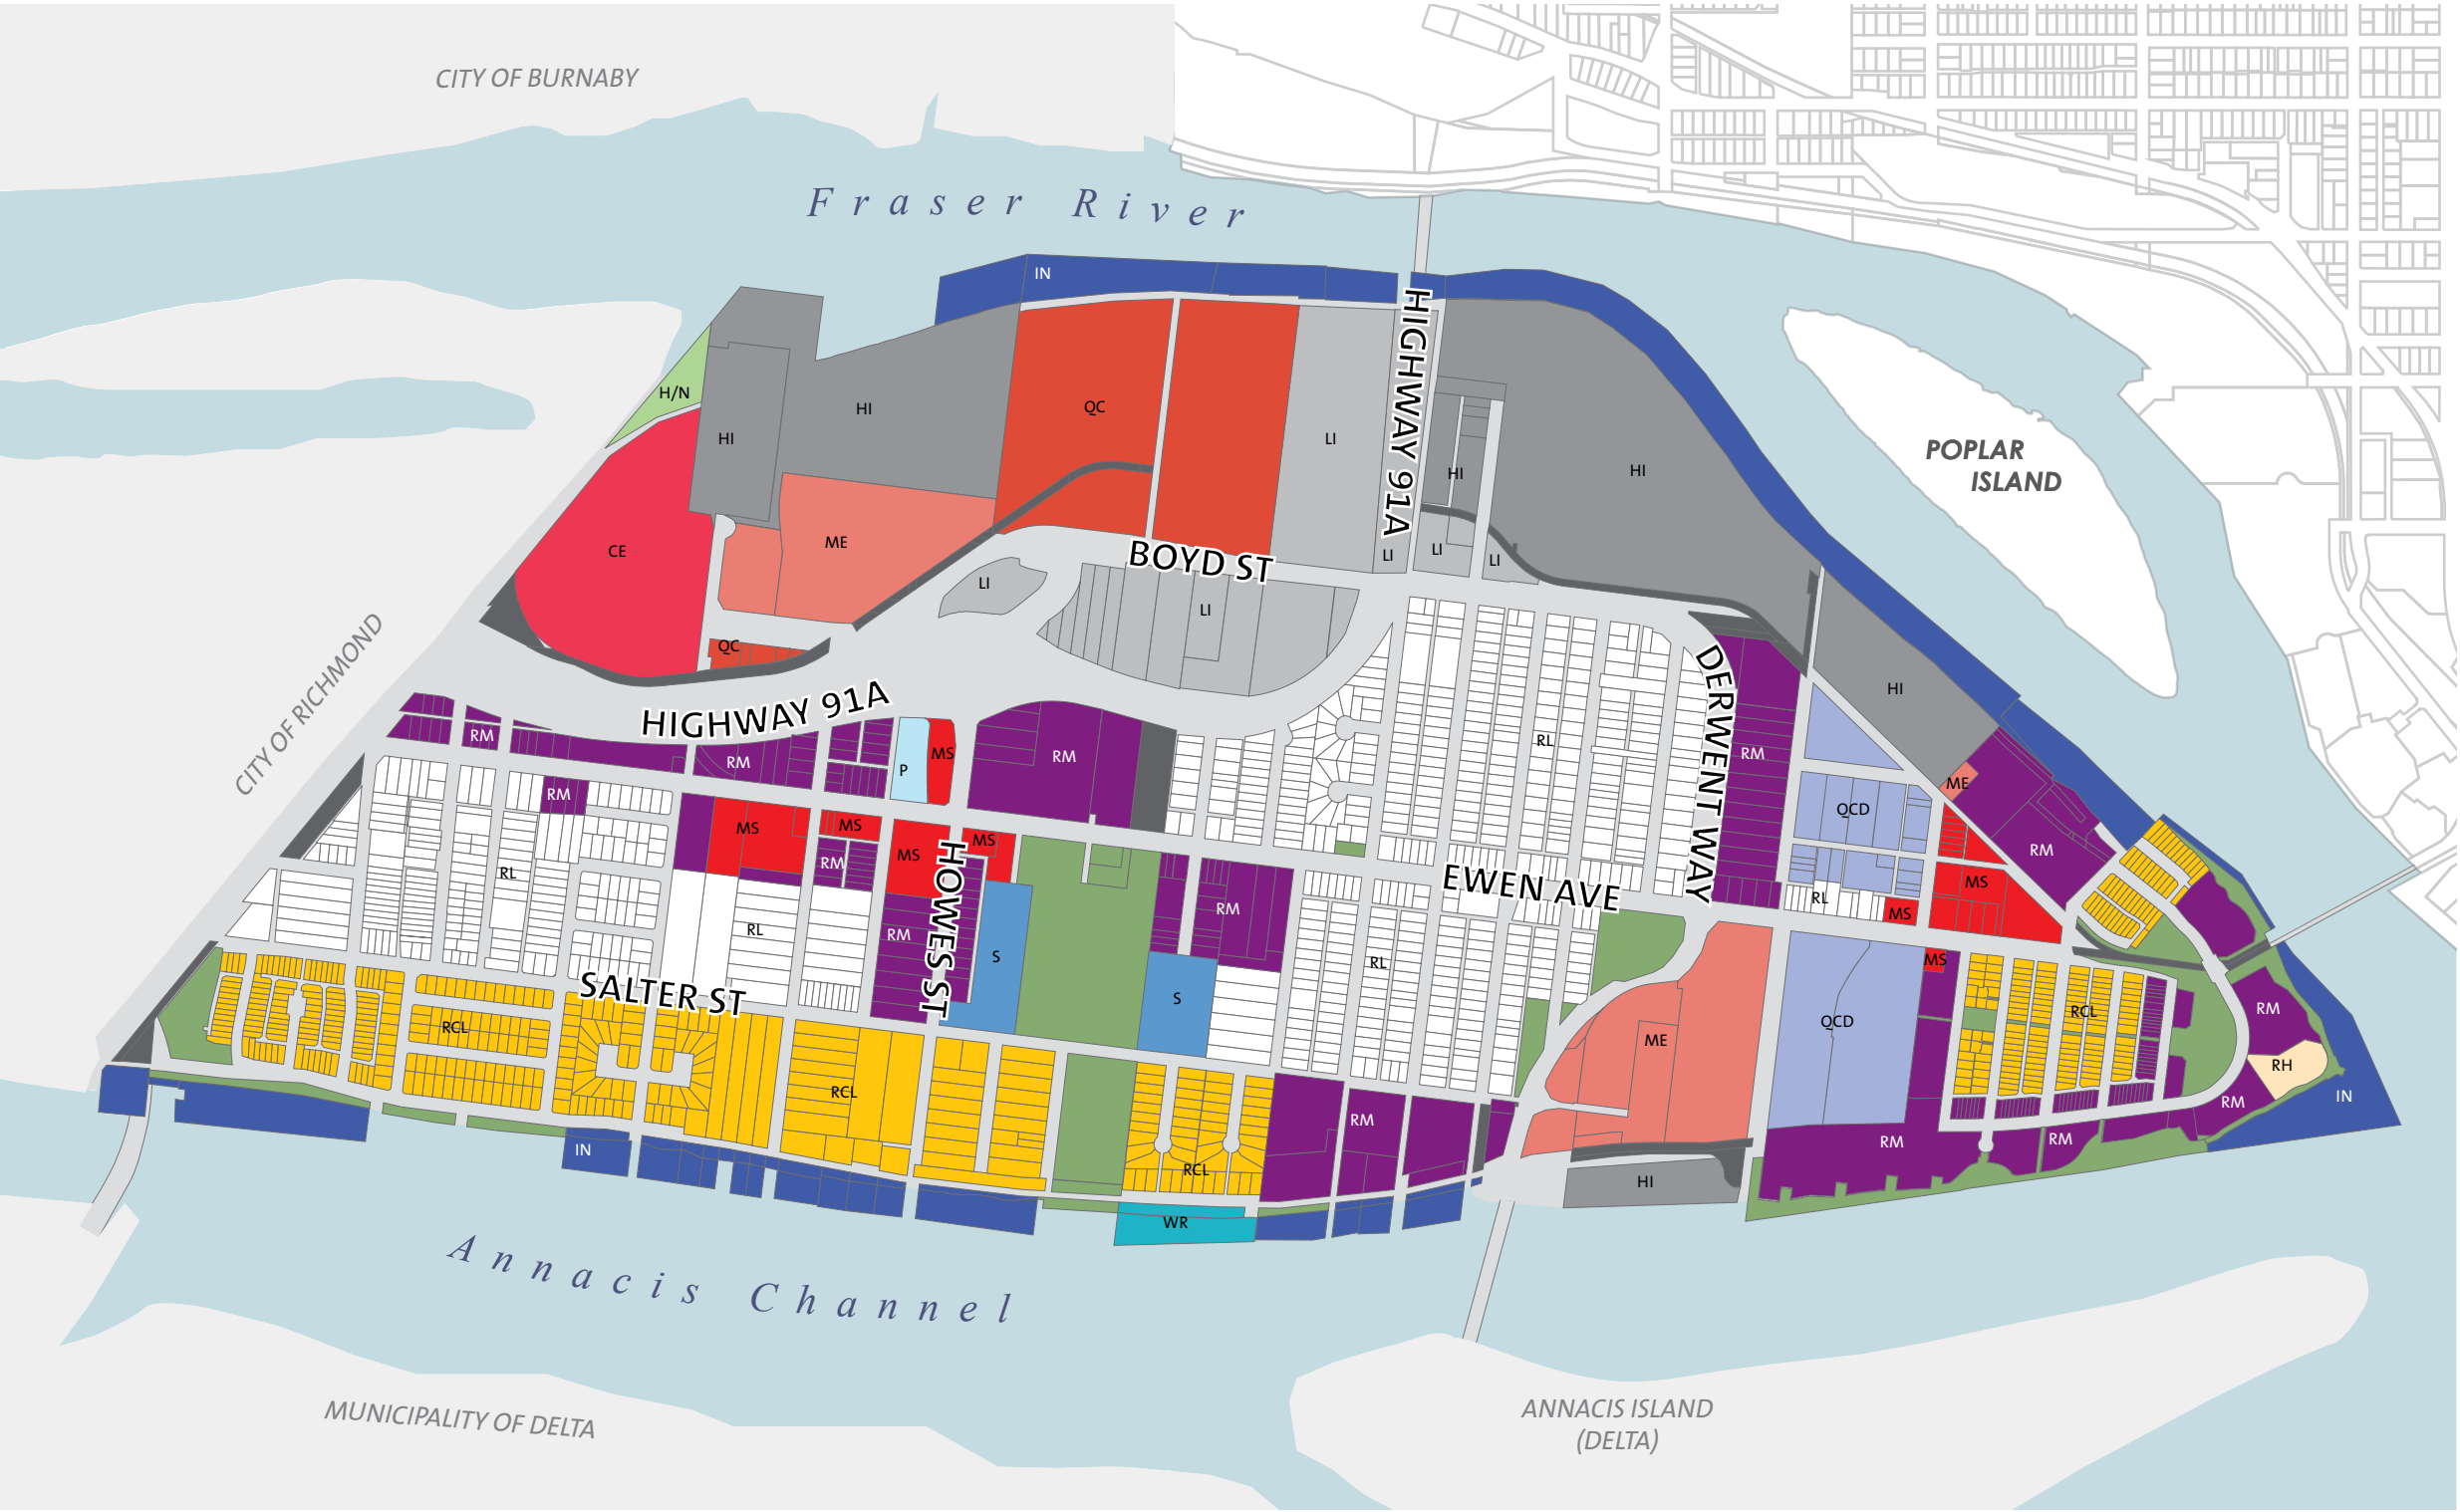 CITY OF BURNABY
Fraser River
IN
HIGHWAY 91A
H/N
HI
HI
QC
LI
HI
HI
POPLAR
ISLAND
CE
ME
BOYD ST
LI
LI
LI
LI
LI
QC
CITY OF RICHMOND
HIGHWAY 91A
DERWENT WAY
HI
RM
RM
P
MS
RM
RL
RM
RM
ME
QCD
MS
MS
MS
MS
RM
RM
RL
HOWES ST
EWEN AVE
RL
MS
MS
RM
RL
RM
RL
S
S
MS
SALTER ST
RCL
QCD
RCL
RM
ME
RH
RCL
RM
RM
IN
RM
RM
IN
RCL
HI
WR
Annacis Channel
MUNICIPALITY OF DELTA
ANNACIS ISLAND
(DELTA)